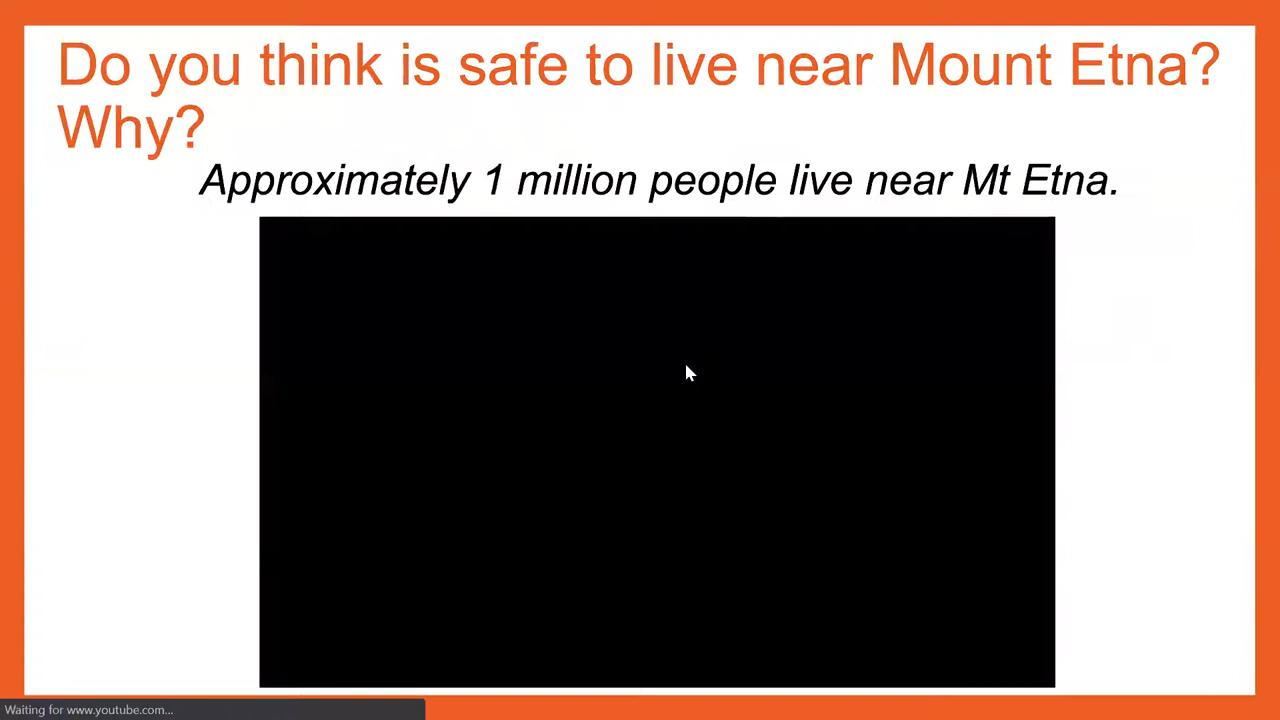 Do you think is safe to live near Mount Etna?
Why?
Approximately 1 million people live near Mt Etna.
Waiting for www.youtube.com...